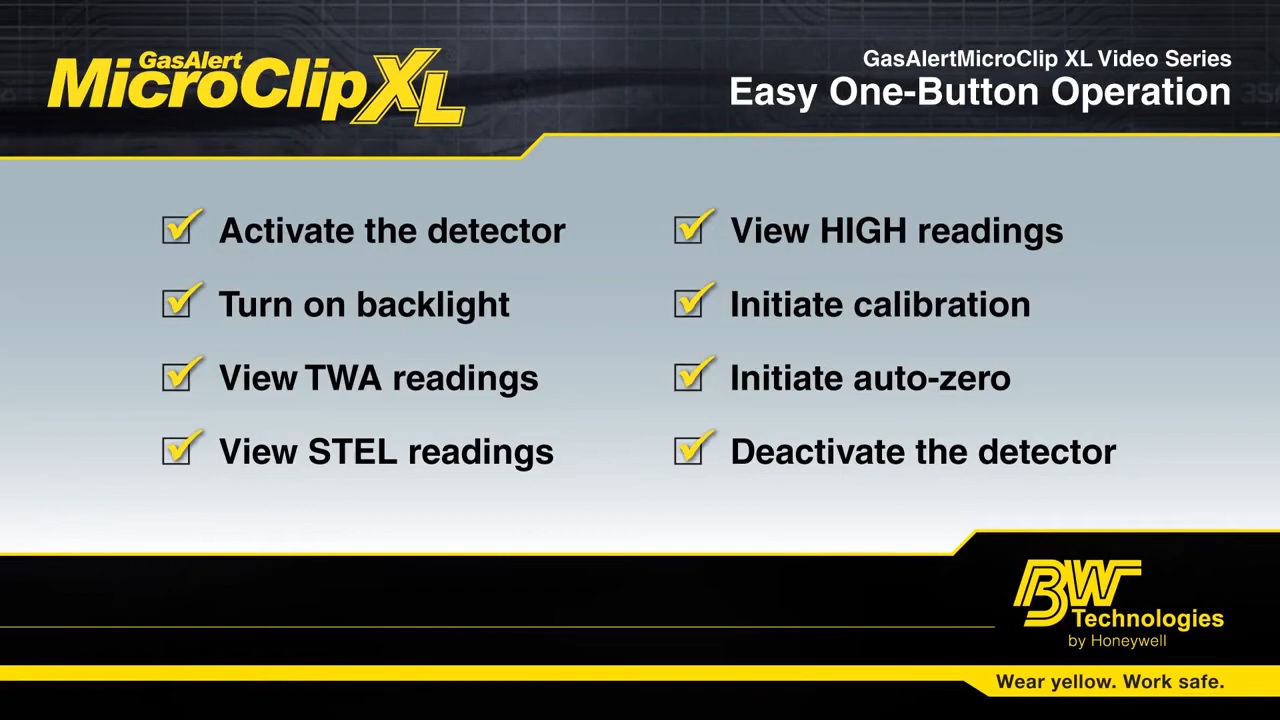 GasAlert
MicroClip XL
GasAlertMicroClip XL Video Series
Easy One-Button Operation
Activate the detector
Turn on backlight
View TWA readings
View STEL readings
View HIGH readings
Initiate calibration
Initiate auto-zero
Deactivate the detector
BW
Technologies
by Honeywell
Wear yellow. Work safe.